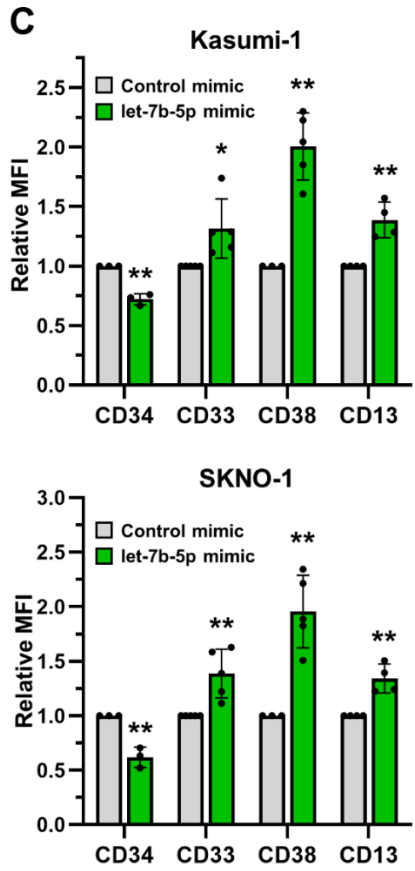 C
Kasumi-1
Relative MFI
2.5
2.0
1.5
1.0
0.5
0.0
Control mimic
let-7b-5p mimic
**
*
**
**
CD34
CD33
CD38
CD13
SKNO-1
Relative MFI
3.0
2.5
2.0
1.5
1.0
0.5
0.0
Control mimic
let-7b-5p mimic
**
**
**
**
CD34
CD33
CD38
CD13